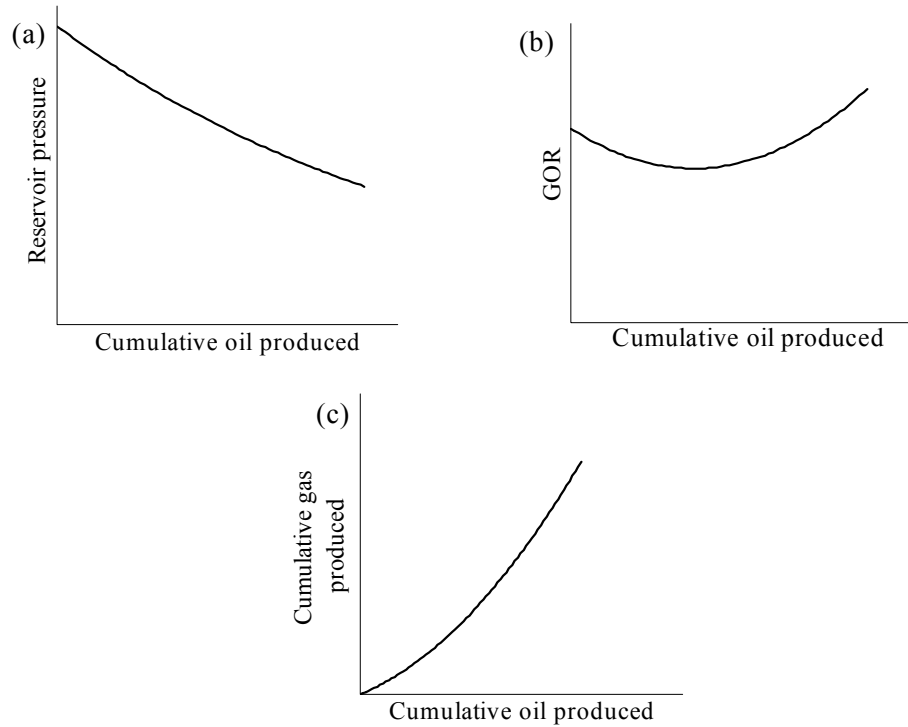 (a)
Reservoir pressure
Cumulative oil produced
(b)
GOR
Cumulative oil produced
(c)
Cumulative gas
produced
Cumulative oil produced